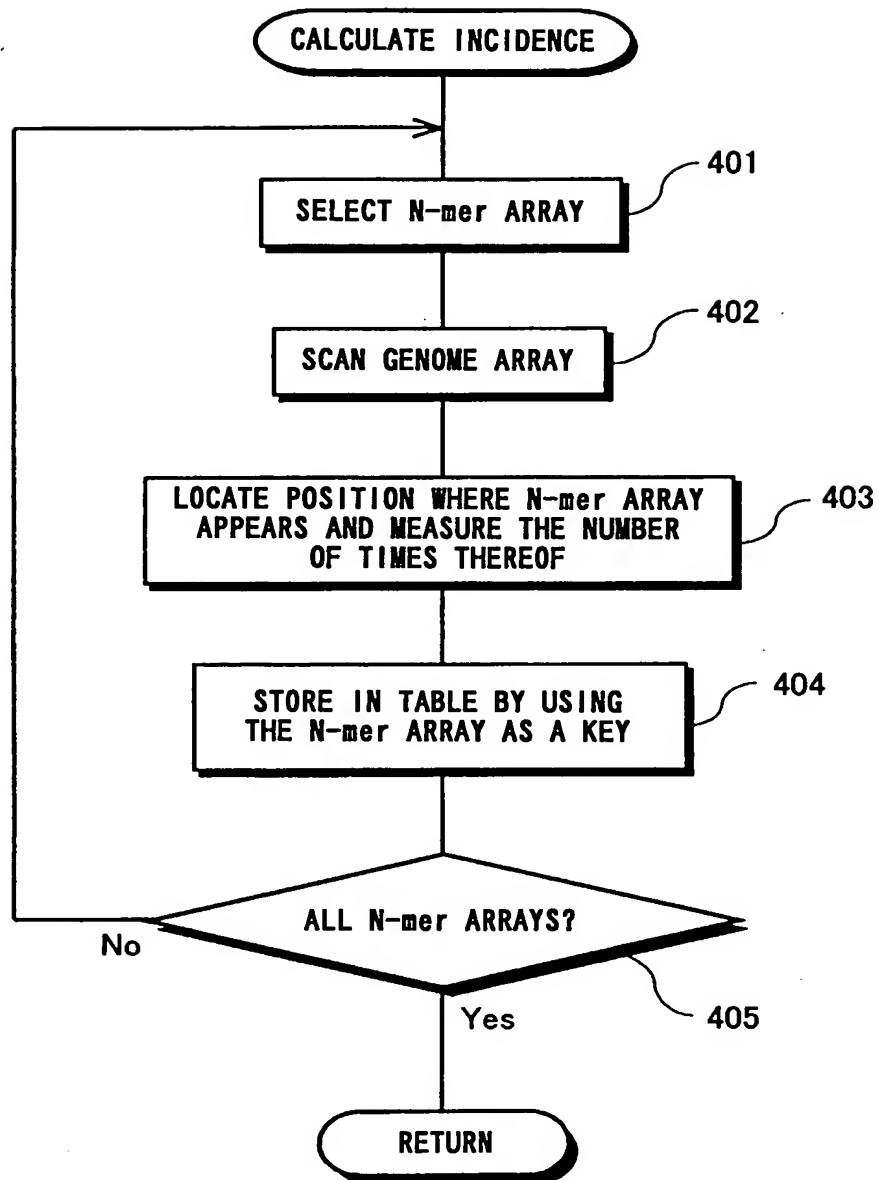 CALCULATE INCIDENCE
401
SELECT N-mer ARRAY
402
SCAN GENOME ARRAY
LOCATE POSITION WHERE N-mer ARRAY
APPEARS AND MEASURE THE NUMBER
OF TIMES THEREOF
403
STORE IN TABLE BY USING
THE N-mer ARRAY AS A KEY
404
ALL N-mer ARRAYS?
No
Yes
405
RETURN